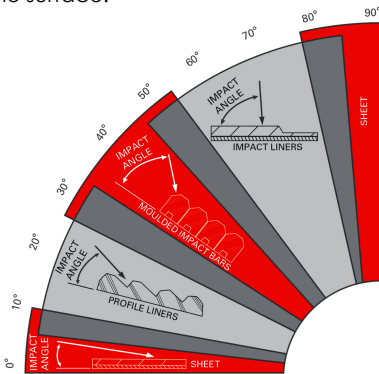 90°
80°
70°
60°
50°
40°
30°
20°
10°
0°
IMPACT
ANGLE
IMPACT LINERS
SHEET
IMPACT
ANGLE
MOULDED IMPACT BARS
IMPACT
ANGLE
PROFILE LINERS
IMPACT
ANGLE
SHEET